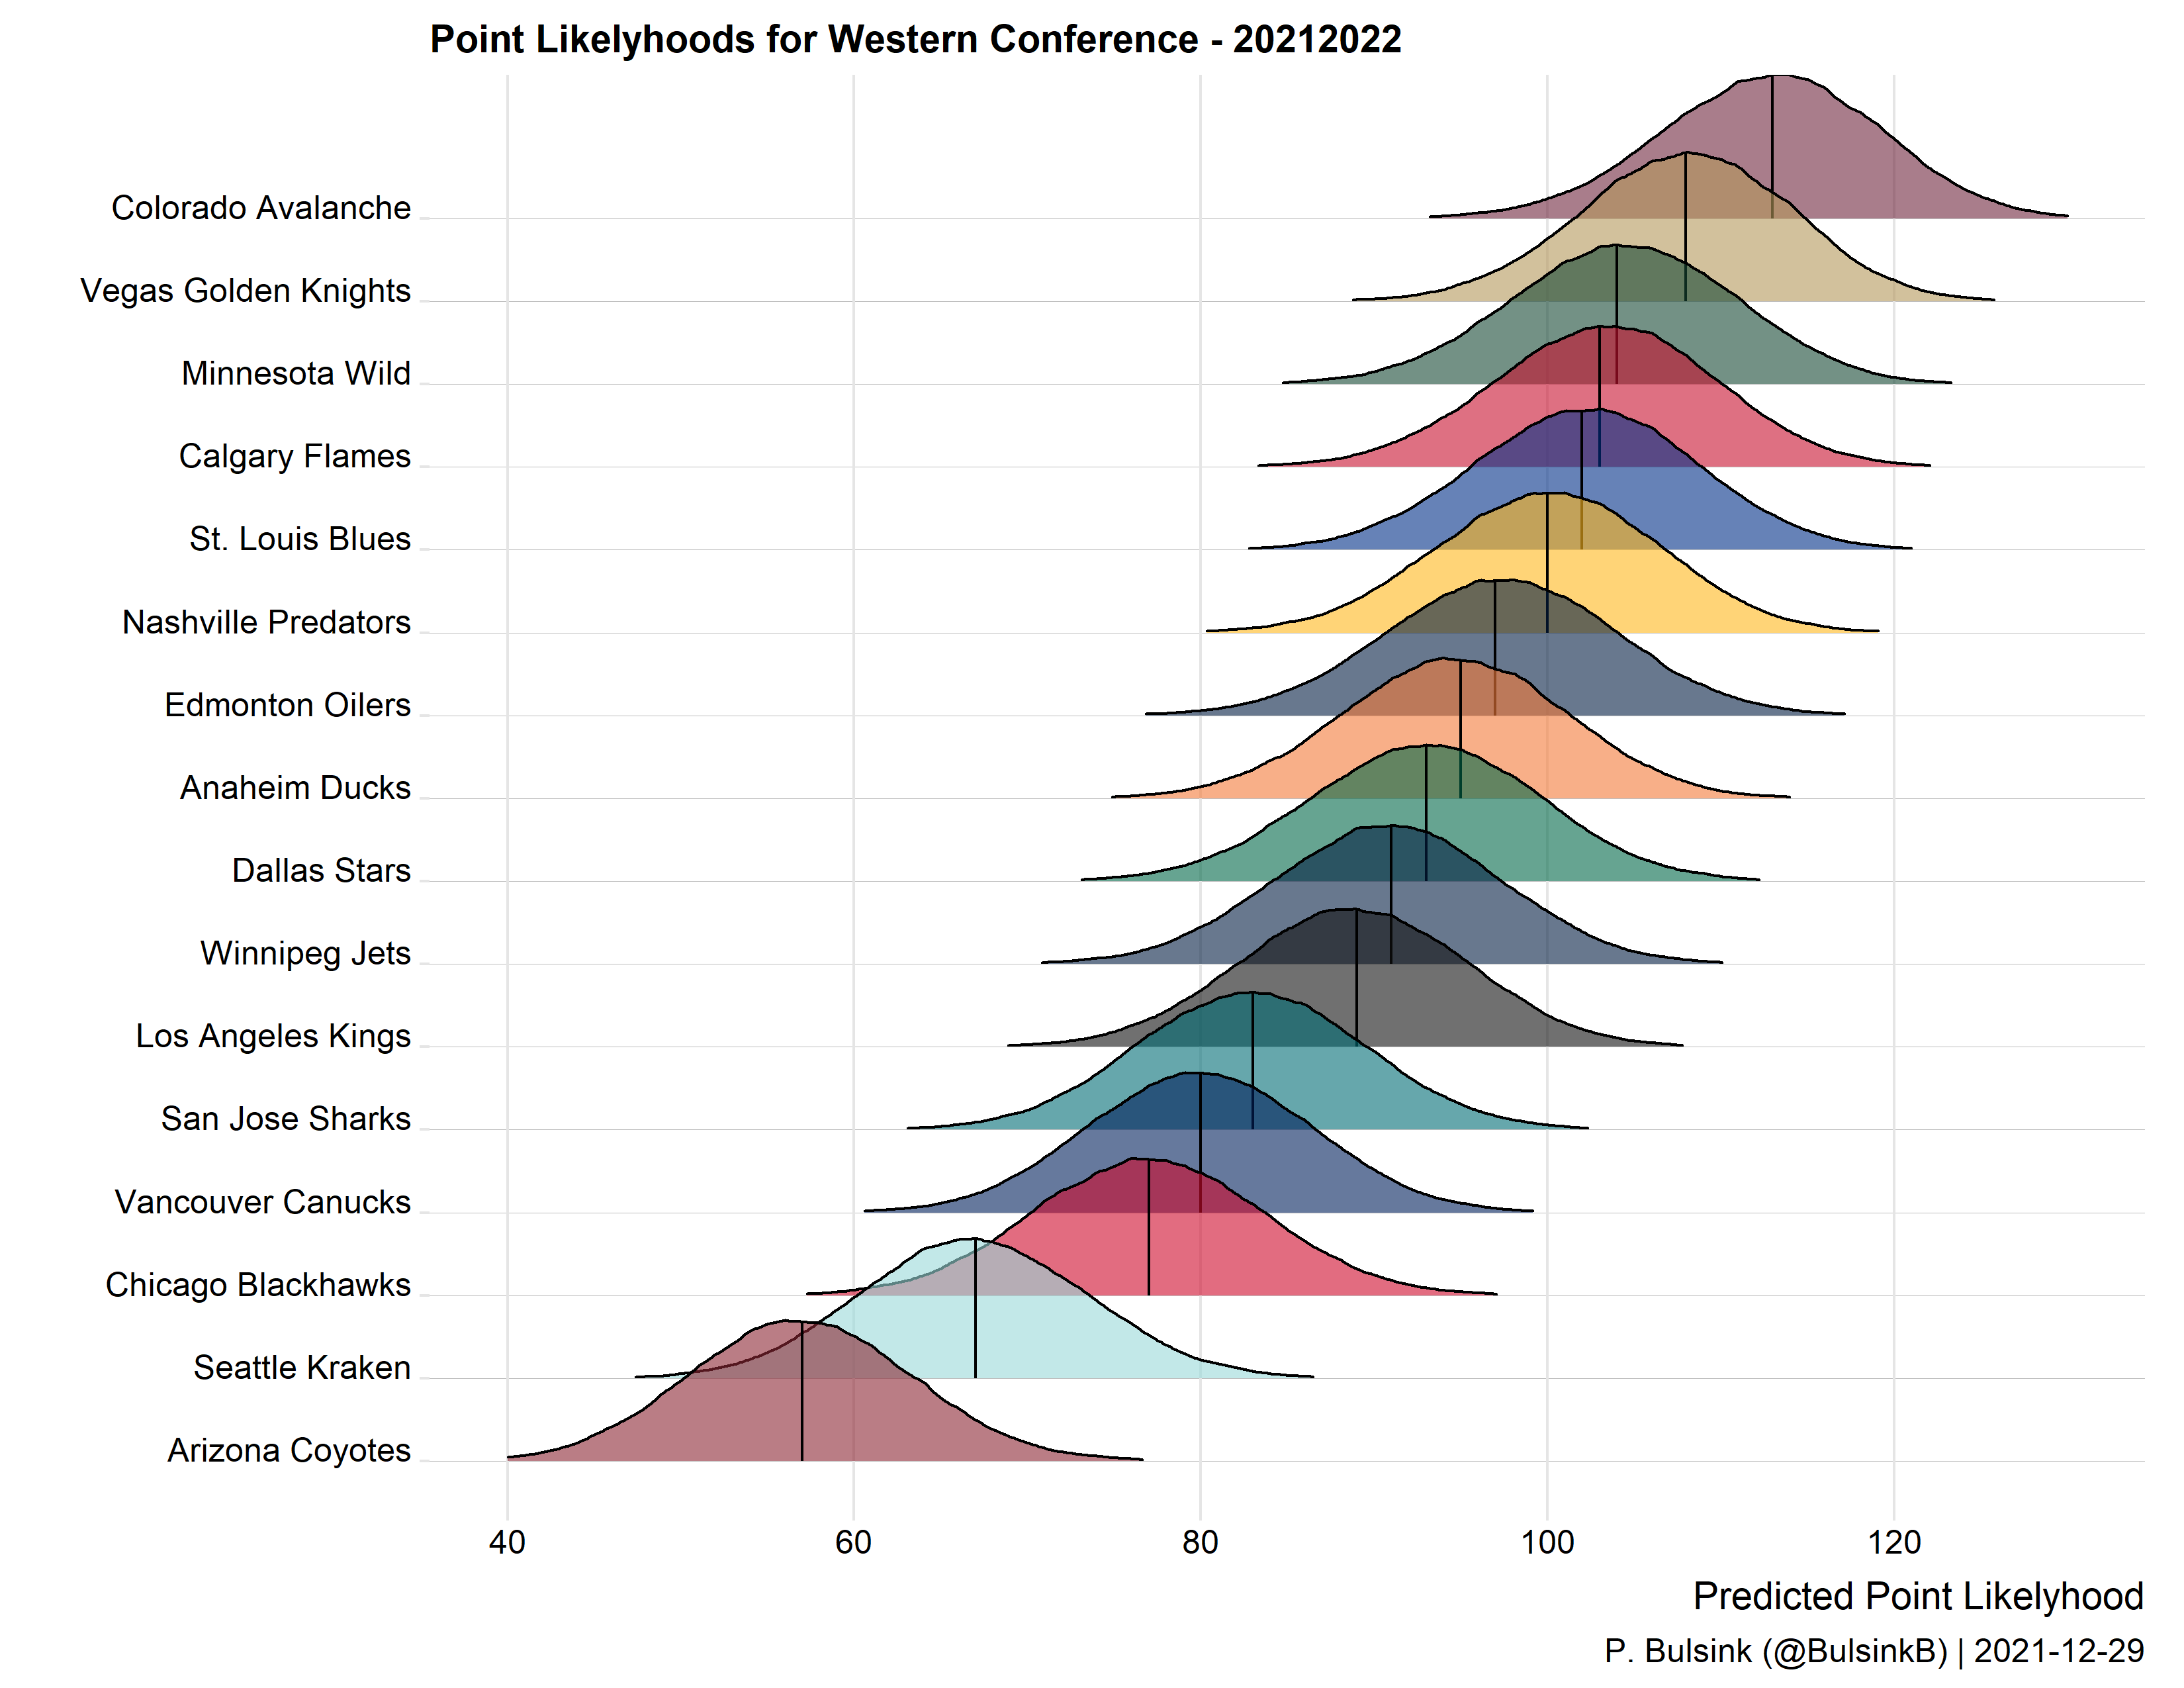 Point Likelyhoods for Western Conference - 20212022
Colorado Avalanche
Vegas Golden Knights
Minnesota Wild
Calgary Flames
St. Louis Blues
Nashville Predators
Edmonton Oilers
Anaheim Ducks
Dallas Stars
Winnipeg Jets
Los Angeles Kings
San Jose Sharks
Vancouver Canucks
Chicago Blackhawks
Seattle Kraken
Arizona Coyotes
40 60 80 100 120
Predicted Point Likelyhood
P. Bulsink (@BulsinkB) | 2021-12-29